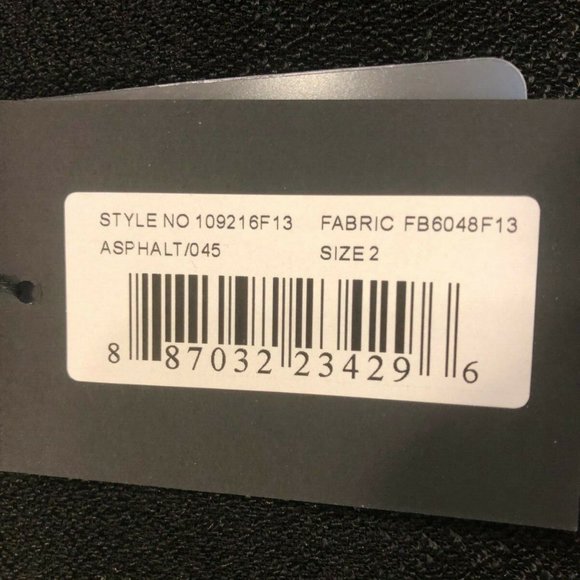 STYLE NO 109216F13 FABRIC FB6048F13
ASPHALT/045 SIZE 2
8 87032 23429 6